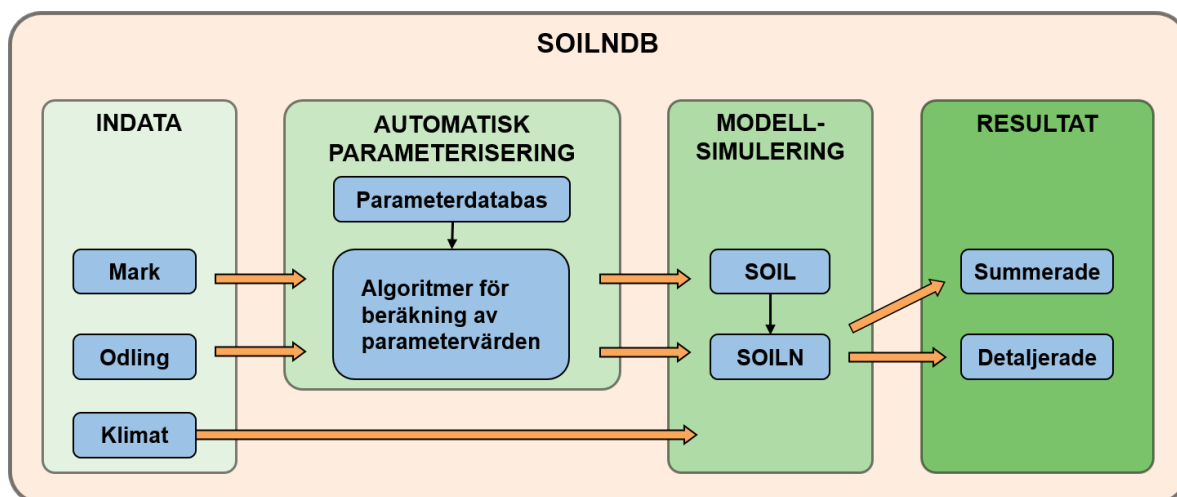 SOILNDB
INDATA
Mark
Odling
Klimat
AUTOMATISK
PARAMETERISERING
Parameterdatabas
Algoritmer för
beräkning av
parametervärden
MODELL-
SIMULERING
SOIL
SOILN
RESULTAT
Summerade
Detaljerade